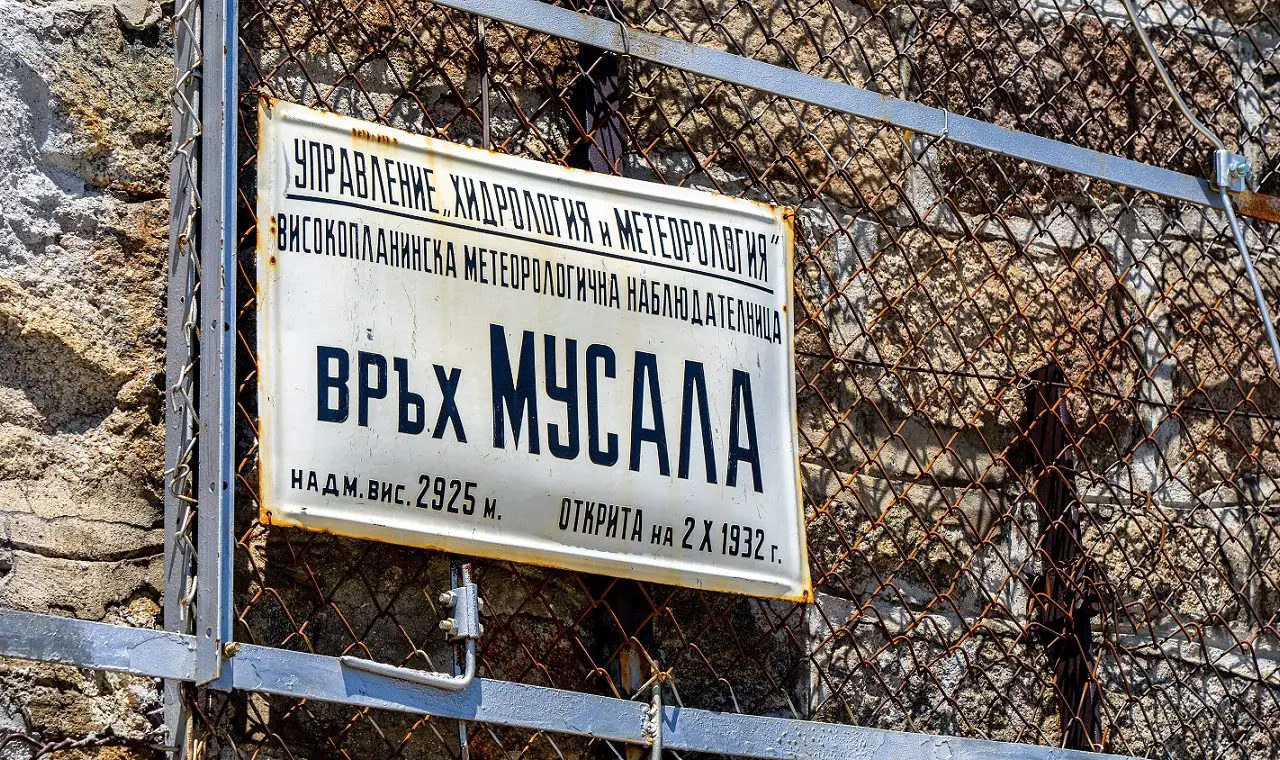 УПРАВЛЕНИЕ „ХИДРОЛОГИЯ и МЕТЕОРОЛОГИЯ“
ВИСОКОПЛАНИНСКА МЕТЕОРОЛОГИЧНА НАБЛЮДАТЕЛНИЦА
ВРЪХ МУСАЛА
НАДМ. ВИС. 2925 м. ОТКРИТА НА 2 X 1932 г.